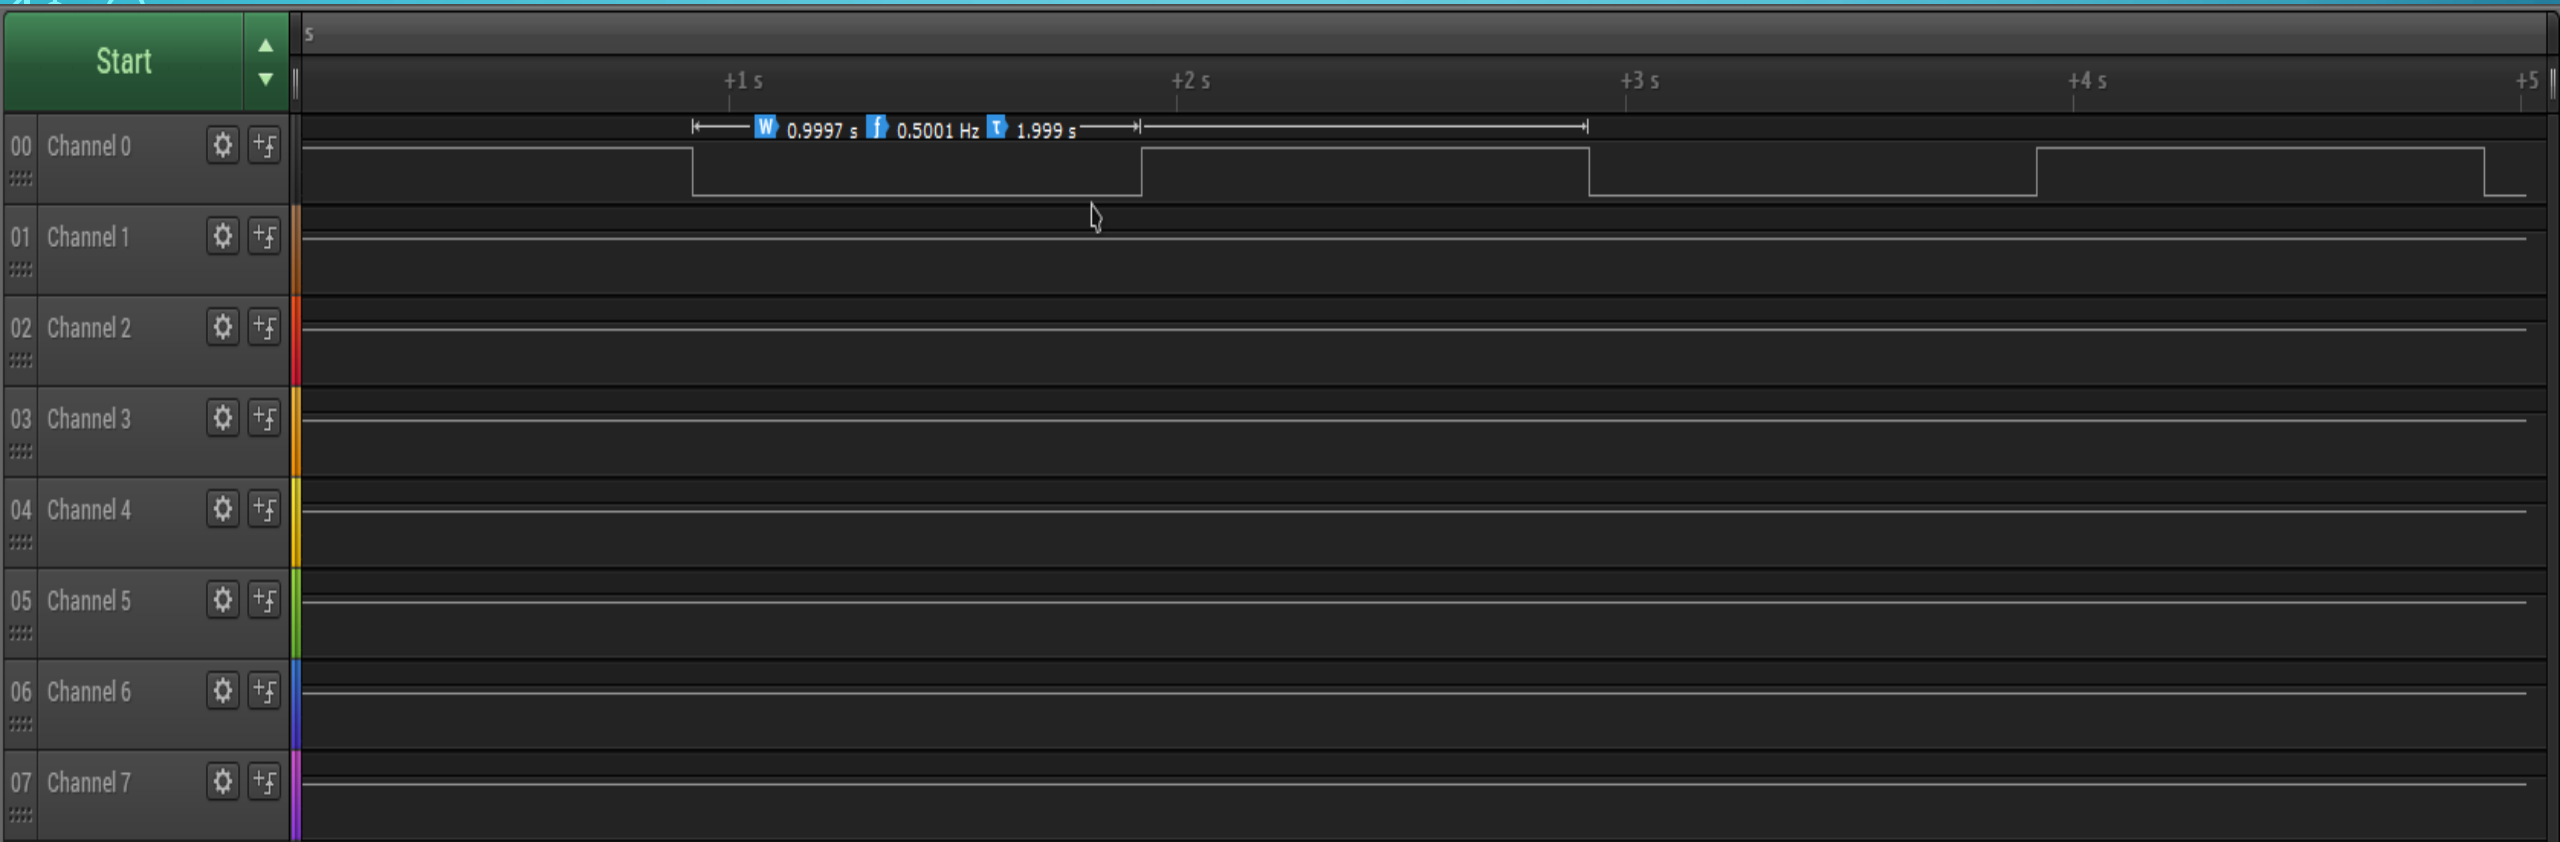 s
Start
+1 s +2 s +3 s +4 s +5
W 0.9997 s f 0.5001 Hz T 1.999 s
00 Channel 0
01 Channel 1
02 Channel 2
03 Channel 3
04 Channel 4
05 Channel 5
06 Channel 6
07 Channel 7